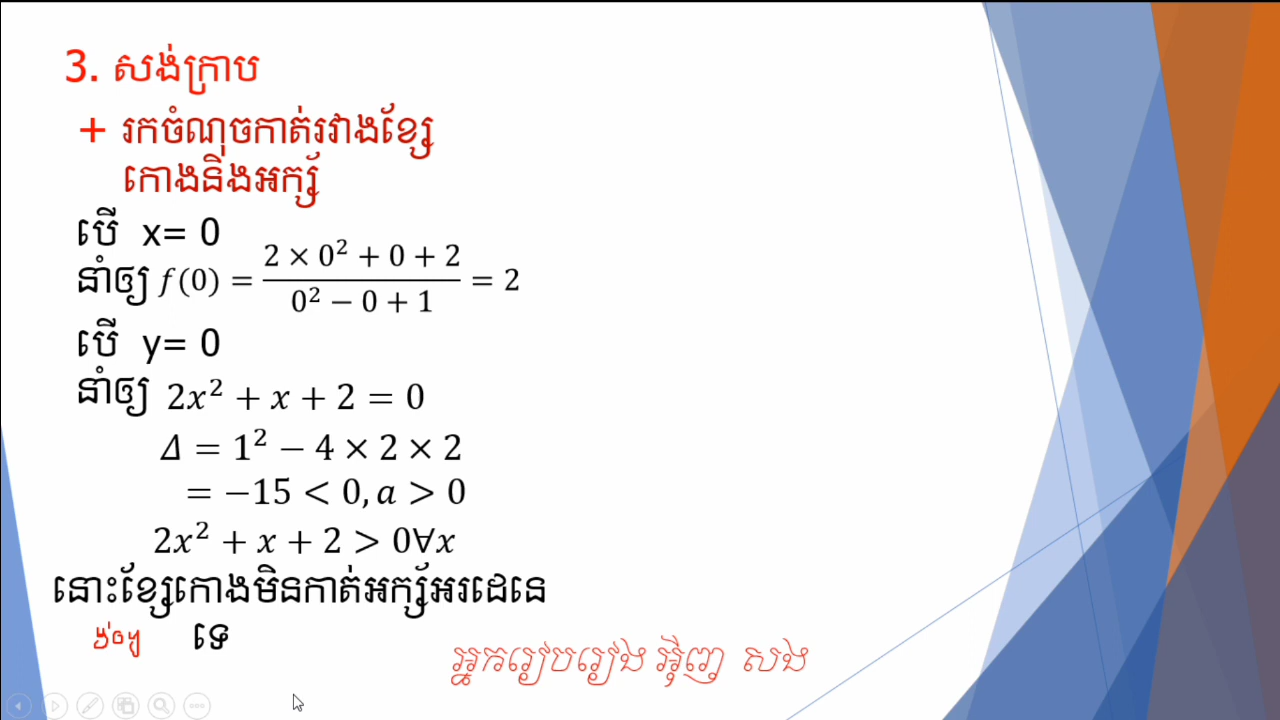 3. សង់ក្រាប
+ រកចំណុចកាត់រវាងខ្សែ
កោងនិងអក្ស័
បើ x= 0
នាំឲ្យ f(0) = (2 × 0² + 0 + 2)/(0² − 0 + 1) = 2
បើ y= 0
នាំឲ្យ 2x² + x + 2 = 0
Δ = 1² − 4 × 2 × 2
= −15 < 0, a > 0
2x² + x + 2 > 0∀x
នោះខ្សែកោងមិនកាត់អក្ស័អរដេនេ
ទេ
អ្នករៀបរៀង អ៊ិញ សង